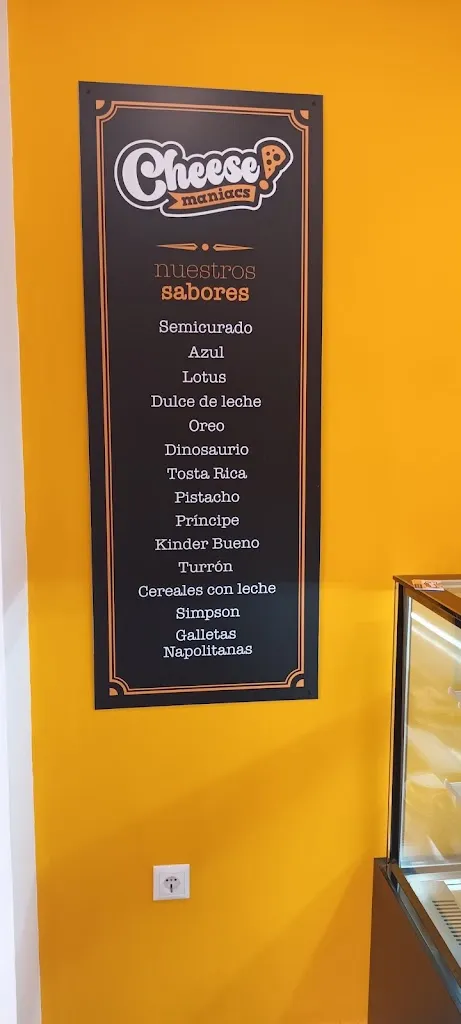 Cheese
maniacs
nuestros
sabores
Semicurado
Azul
Lotus
Dulce de leche
Oreo
Dinosaurio
Tosta Rica
Pistacho
Príncipe
Kinder Bueno
Turrón
Cereales con leche
Simpson
Galletas
Napolitanas